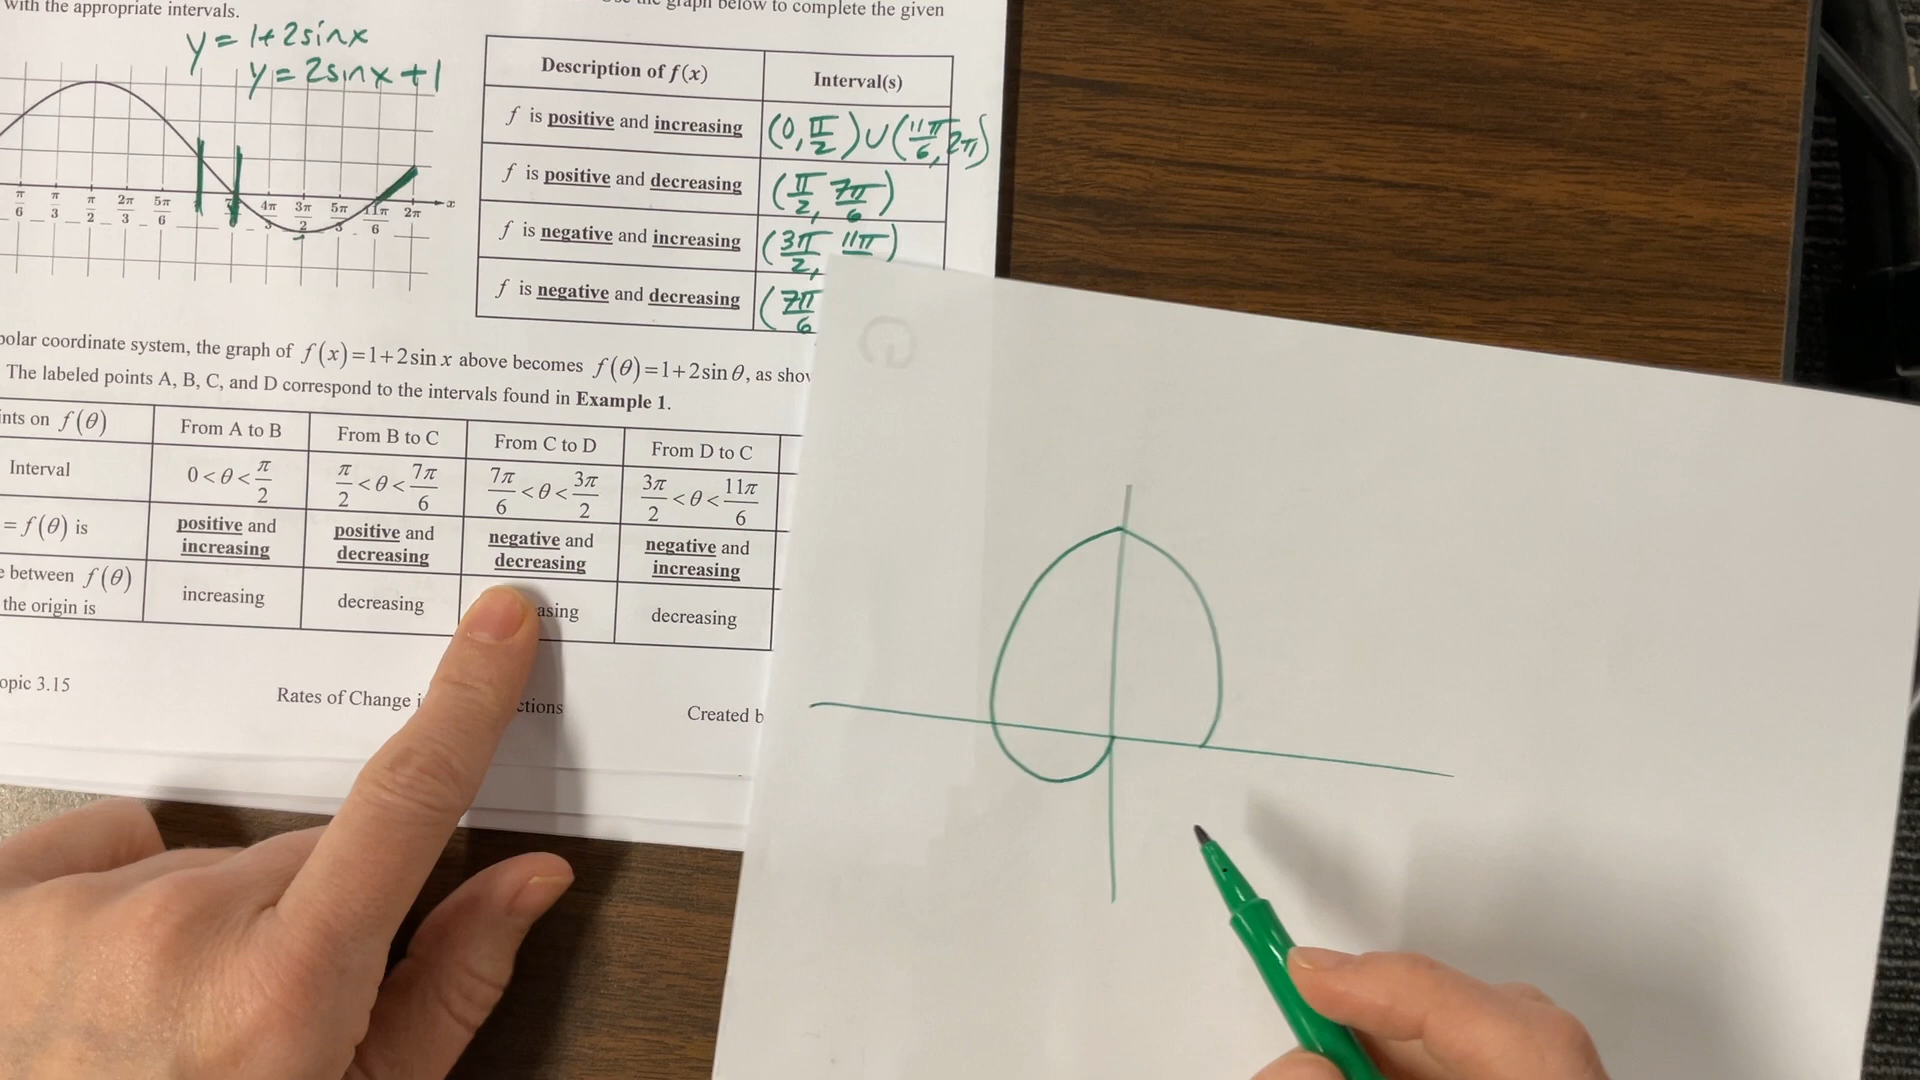 with the appropriate intervals.
the graph below to complete the given
y = 1+2sinx
y = 2sinx+1
π/6 π/3 π/2 2π/3 5π/6 4π/3 3π/2 5π/3 11π/6 2π x
Description of f(x) Interval(s)
f is positive and increasing (0, π/2) ∪ (11π/6, 2π)
f is positive and decreasing (π/2, 7π/6)
f is negative and increasing (3π/2, 11π )
f is negative and decreasing (7π/6
polar coordinate system, the graph of f(x) = 1+2 sin x above becomes f(θ) = 1+2 sin θ, as
The labeled points A, B, C, and D correspond to the intervals found in Example 1.
on f(θ) From A to B From B to C From C to D From D to C
Interval 0 < θ < π/2 π/2 < θ < 7π/6 7π/6 < θ < 3π/2 3π/2 < θ < 11π/6
= f(θ) is positive and increasing positive and decreasing negative and decreasing negative and increasing
between f(θ)
the origin is increasing decreasing asing decreasing
opic 3.15 Rates of Change Created b